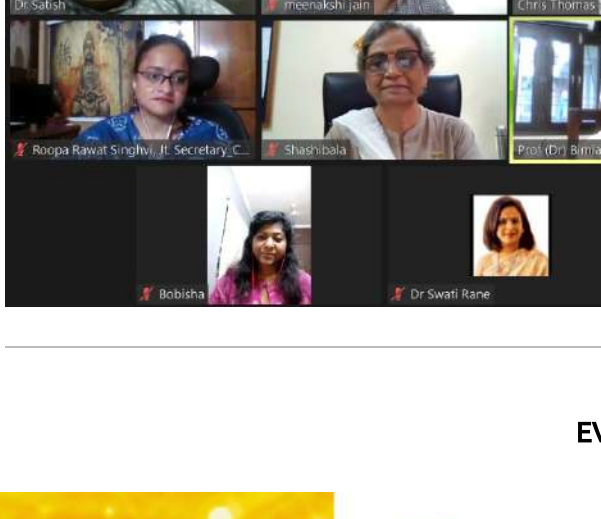 Dr. Satish
meenakshi jain
Chris Thomas
Roopa Rawat Singhvi, Jt. Secretary_C...
Shashibala
Prof (Dr) Bimla
Bobisha
Dr Swati Rane
EV